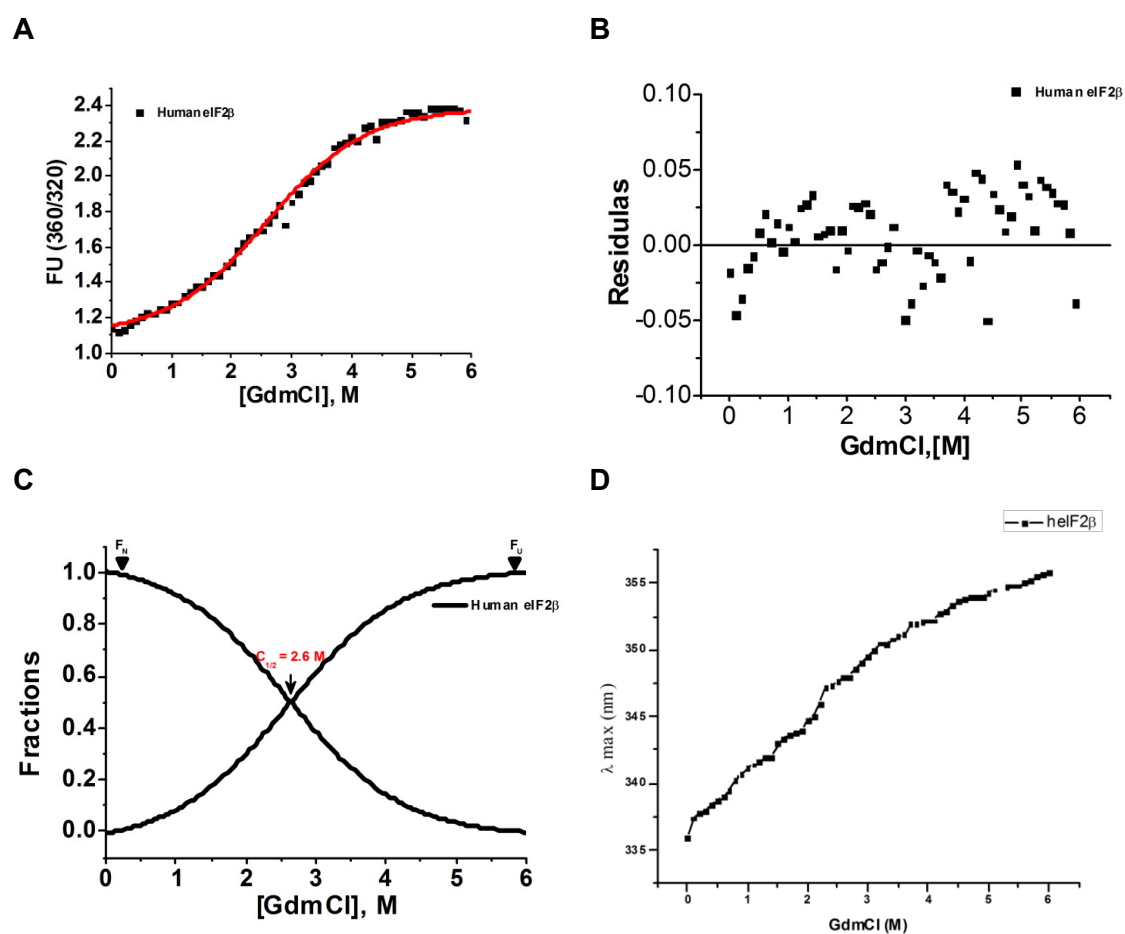 A
Human eIF2β
FU (360/320)
2.4
2.2
2.0
1.8
1.6
1.4
1.2
1.0
0 1 2 3 4 5 6
[GdmCl], M
B
Human eIF2β
Residulas
0.10
0.05
0.00
-0.05
-0.10
0 1 2 3 4 5 6
GdmCl,[M]
C
FN
FU
Human eIF2β
C1/2 = 2.6 M
Fractions
1.0
0.8
0.6
0.4
0.2
0.0
0 1 2 3 4 5 6
[GdmCl], M
D
heIF2β
λ max (nm)
355
350
345
340
335
0 1 2 3 4 5 6
GdmCl (M)